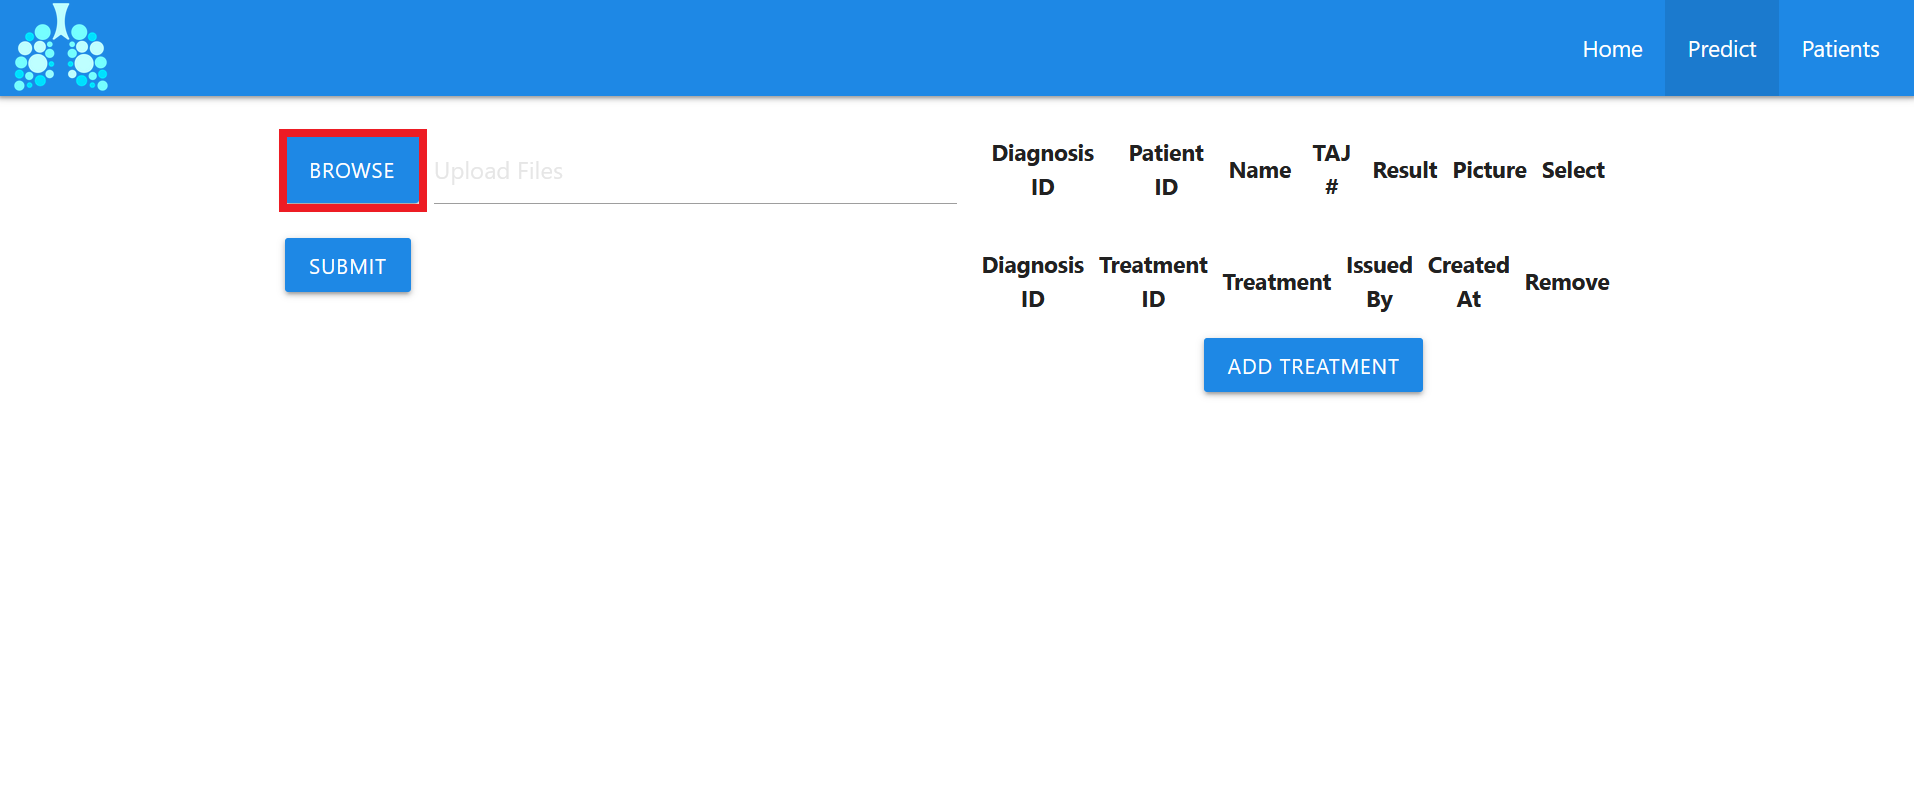 Home Predict Patients
BROWSE Upload Files
SUBMIT
Diagnosis ID Patient ID Name TAJ # Result Picture Select
Diagnosis ID Treatment ID Treatment Issued By Created At Remove
ADD TREATMENT